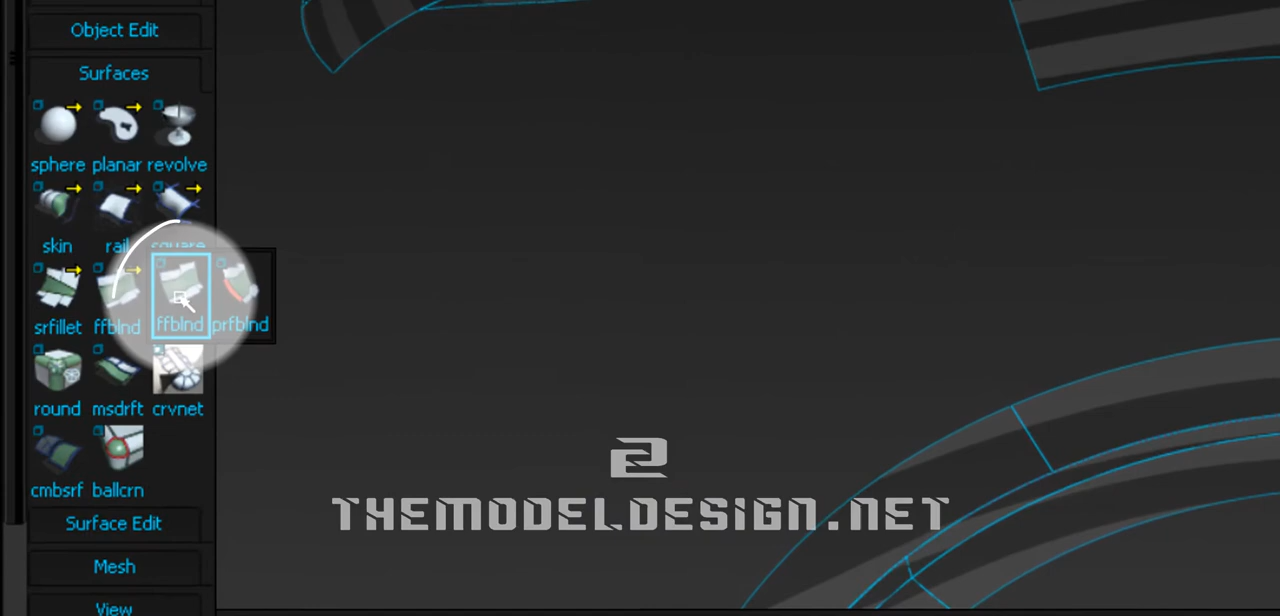 Object Edit
Surfaces
sphere planar revolve
skin rail square
srfillet ffblnd ffblnd prfblnd
round msdrft crvnet
cmbsrf ballcrn
Surface Edit
Mesh
View
THEMODELDESIGN.NET